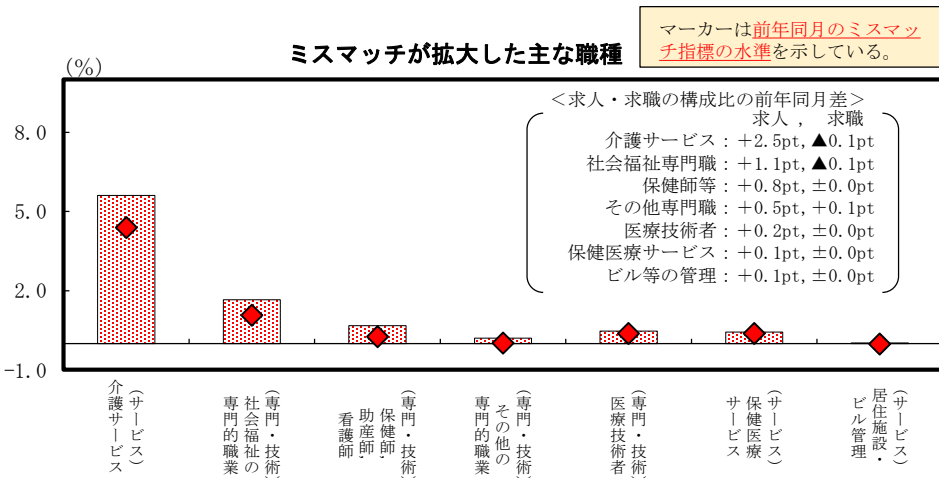 マーカーは前年同月のミスマッ
チ指標の水準を示している。
ミスマッチが拡大した主な職種
(%)
＜求人・求職の構成比の前年同月差＞
求人 , 求職
介護サービス：＋2.5pt, ▲0.1pt
社会福祉専門職：＋1.1pt, ▲0.1pt
保健師等：＋0.8pt, ±0.0pt
その他専門職：＋0.5pt, ＋0.1pt
医療技術者：＋0.2pt, ±0.0pt
保健医療サービス：＋0.1pt, ±0.0pt
ビル等の管理：＋0.1pt, ±0.0pt
8.0
5.0
2.0
-1.0
(サービス)
介護サービス
(専門・技術)
社会福祉の
専門的職業
(専門・技術)
保健師,
助産師,
看護師
(専門・技術)
その他の
専門的職業
(専門・技術)
医療技術者
(サービス)
保健医療
サービス
(サービス)
居住施設・
ビル管理